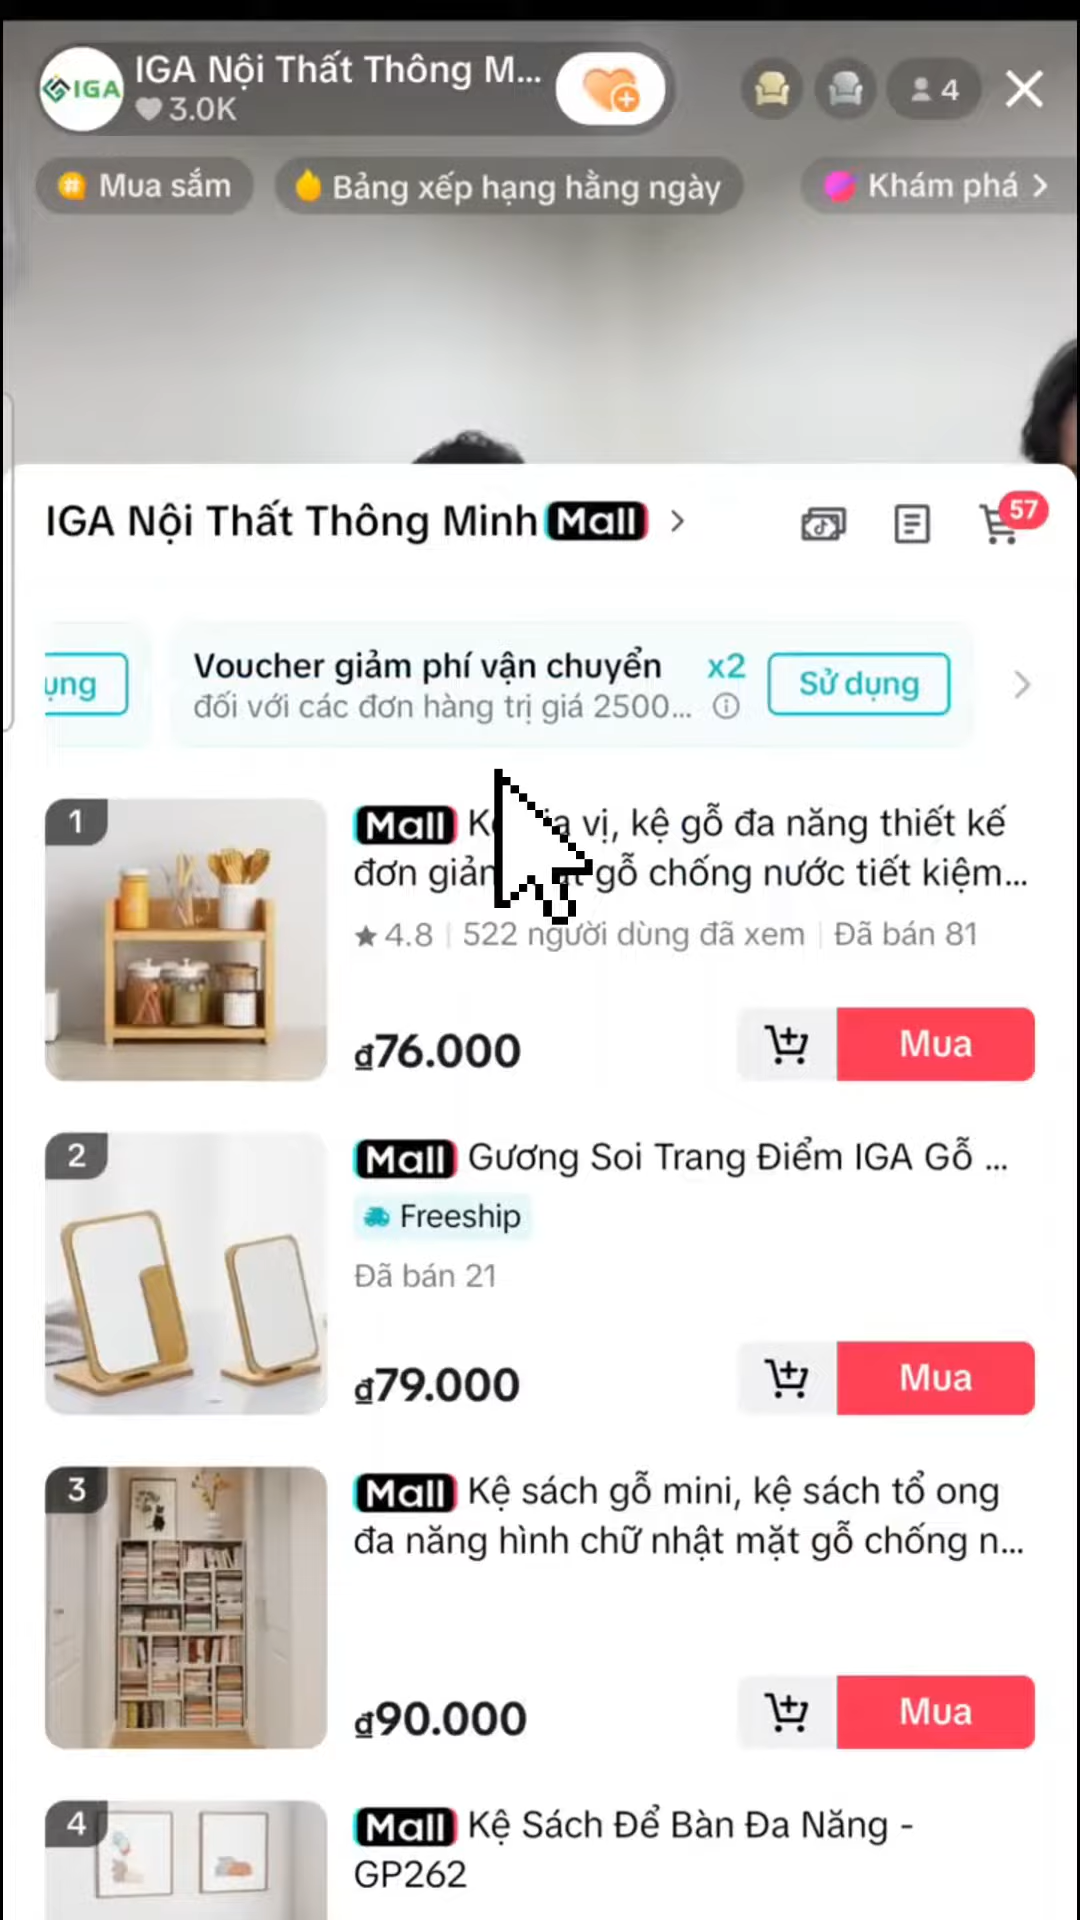 IGA
IGA Nội Thất Thông M...
3.0K
4
Mua sắm
Bảng xếp hạng hằng ngày
Khám phá
IGA Nội Thất Thông Minh Mall
57
ụng
Voucher giảm phí vận chuyển x2
đối với các đơn hàng trị giá 2500...
Sử dụng
1
Mall vị, kệ gỗ đa năng thiết kế
đơn giản gỗ chống nước tiết kiệm...
4.8 522 người dùng đã xem Đã bán 81
₫76.000
Mua
2
Mall Gương Soi Trang Điểm IGA Gỗ ...
Freeship
Đã bán 21
₫79.000
Mua
3
Mall Kệ sách gỗ mini, kệ sách tổ ong
đa năng hình chữ nhật mặt gỗ chống n...
₫90.000
Mua
4
Mall Kệ Sách Để Bàn Đa Năng -
GP262